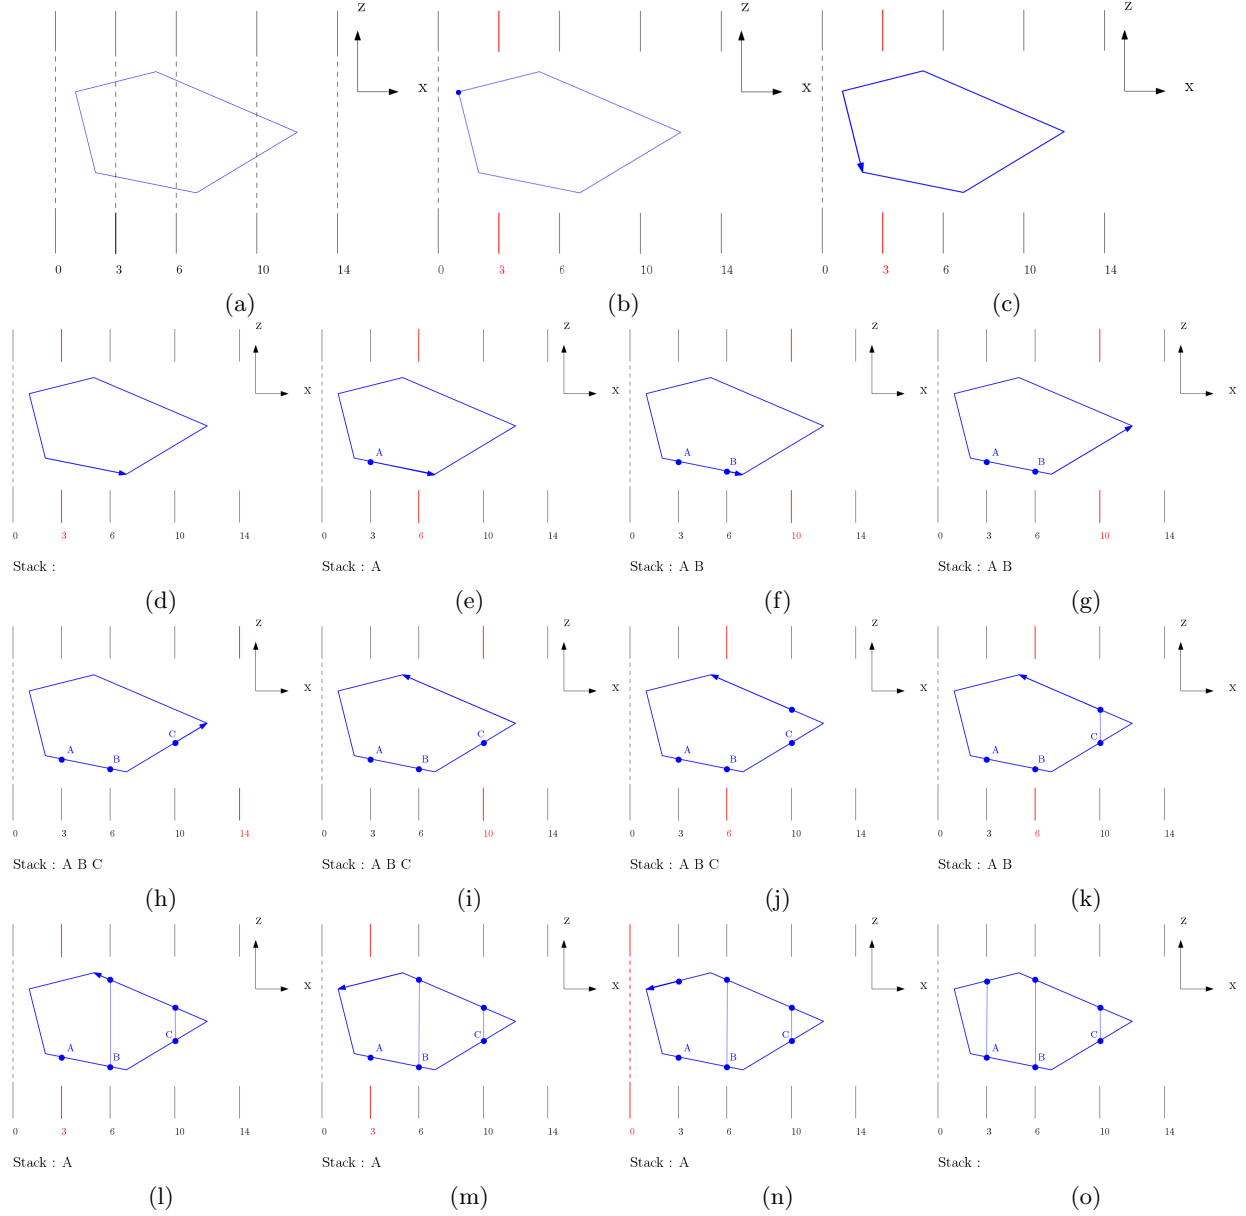 Z Z Z
X X X
0 3 6 10 14 0 3 6 10 14 0 3 6 10 14
(a) (b) (c)
Z Z Z Z
X X X X
A A B A B
0 3 6 10 14 0 3 6 10 14 0 3 6 10 14 0 3 6 10 14
Stack : Stack : A Stack : A B Stack : A B
(d) (e) (f) (g)
Z Z Z Z
X X X X
C C C C
A B A B A B A B
0 3 6 10 14 0 3 6 10 14 0 3 6 10 14 0 3 6 10 14
Stack : A B C Stack : A B C Stack : A B C Stack : A B
(h) (i) (j) (k)
Z Z Z Z
X X X X
C C C C
A B A B A B A B
0 3 6 10 14 0 3 6 10 14 0 3 6 10 14 0 3 6 10 14
Stack : A Stack : A Stack : A Stack :
(l) (m) (n) (o)